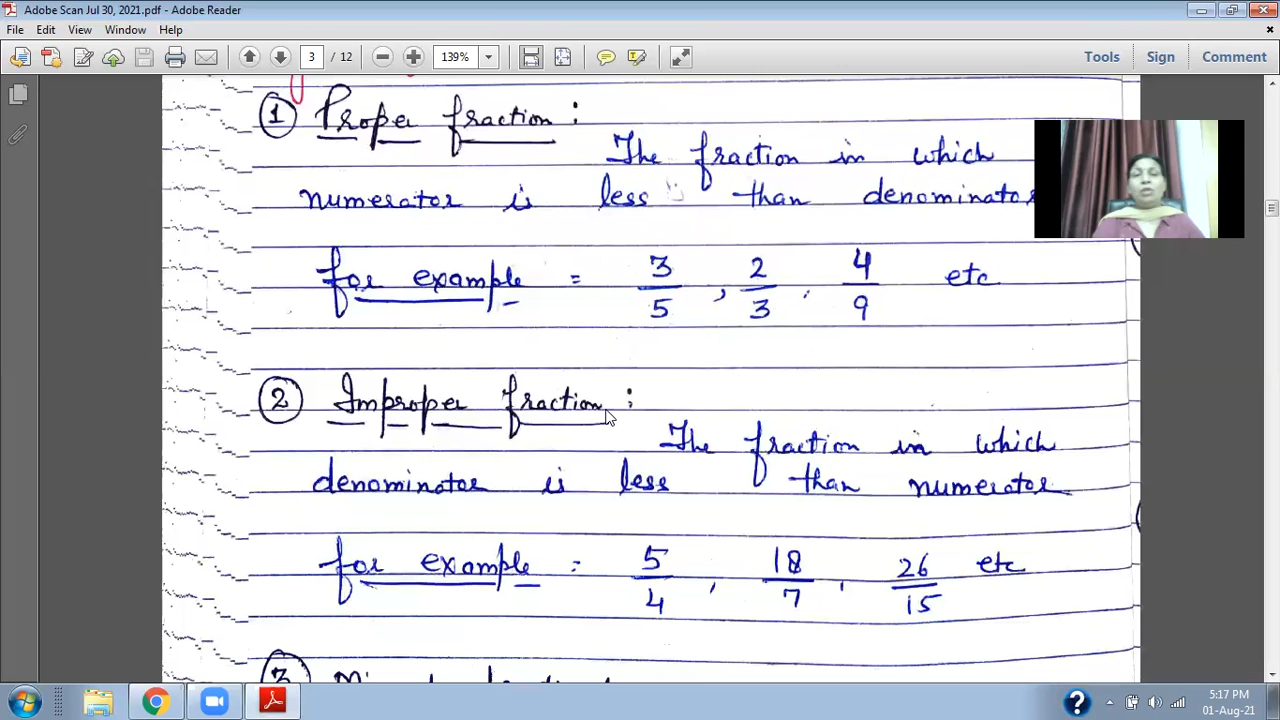 Adobe Scan Jul 30, 2021.pdf - Adobe Reader
File Edit View Window Help
3 / 12 139% Tools Sign Comment
① Proper fraction :
The fraction in which
numerator is less than denominator
for example = 3/5 , 2/3 , 4/9 etc
② Improper fraction :
The fraction in which
denominator is less than numerator
for example = 5/4 , 18/7 , 26/15 etc
5:17 PM
01-Aug-21